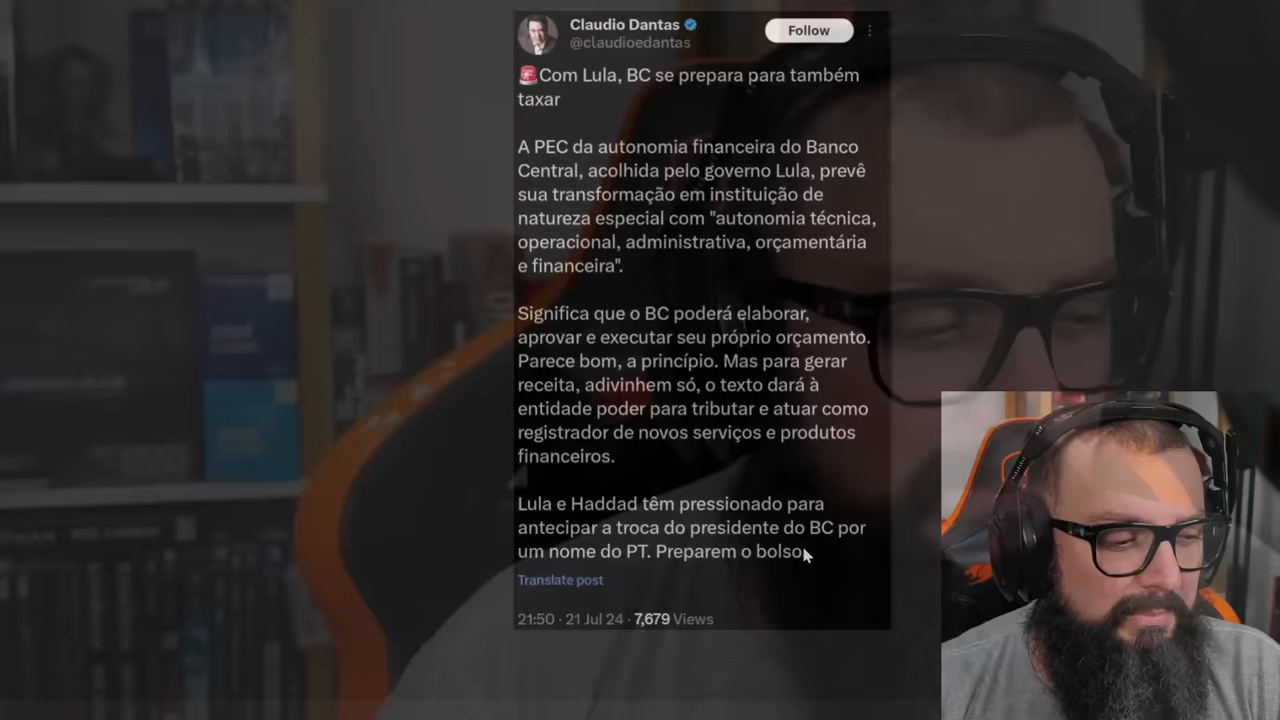 Claudio Dantas
@claudioedantas
Follow
🚨Com Lula, BC se prepara para também
taxar
A PEC da autonomia financeira do Banco
Central, acolhida pelo governo Lula, prevê
sua transformação em instituição de
natureza especial com "autonomia técnica,
operacional, administrativa, orçamentária
e financeira".
Significa que o BC poderá elaborar,
aprovar e executar seu próprio orçamento.
Parece bom, a princípio. Mas para gerar
receita, adivinhem só, o texto dará à
entidade poder para tributar e atuar como
registrador de novos serviços e produtos
financeiros.
Lula e Haddad têm pressionado para
antecipar a troca do presidente do BC por
um nome do PT. Preparem o bolso
Translate post
21:50 · 21 Jul 24 · 7,679 Views